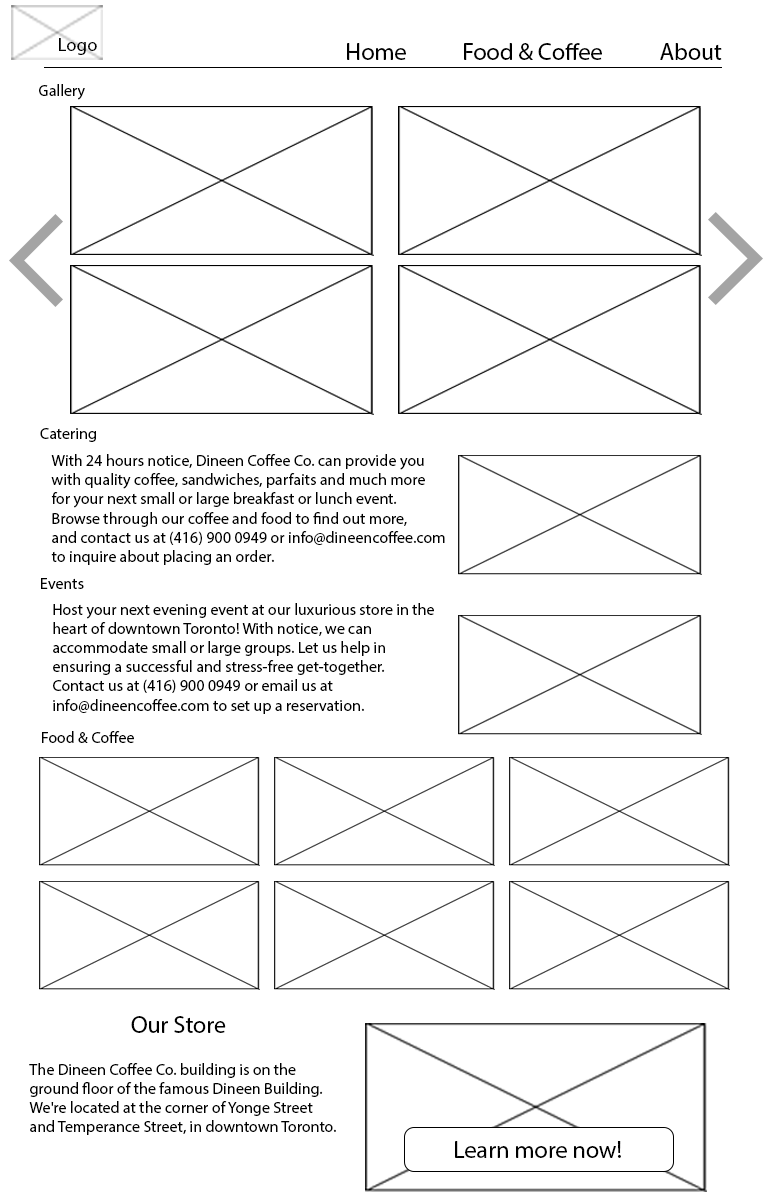 Logo
Home Food & Coffee About
Gallery
Catering
With 24 hours notice, Dineen Coffee Co. can provide you
with quality coffee, sandwiches, parfaits and much more
for your next small or large breakfast or lunch event.
Browse through our coffee and food to find out more,
and contact us at (416) 900 0949 or info@dineencoffee.com
to inquire about placing an order.
Events
Host your next evening event at our luxurious store in the
heart of downtown Toronto! With notice, we can
accommodate small or large groups. Let us help in
ensuring a successful and stress-free get-together.
Contact us at (416) 900 0949 or email us at
info@dineencoffee.com to set up a reservation.
Food & Coffee
Our Store
The Dineen Coffee Co. building is on the
ground floor of the famous Dineen Building.
We're located at the corner of Yonge Street
and Temperance Street, in downtown Toronto.
Learn more now!